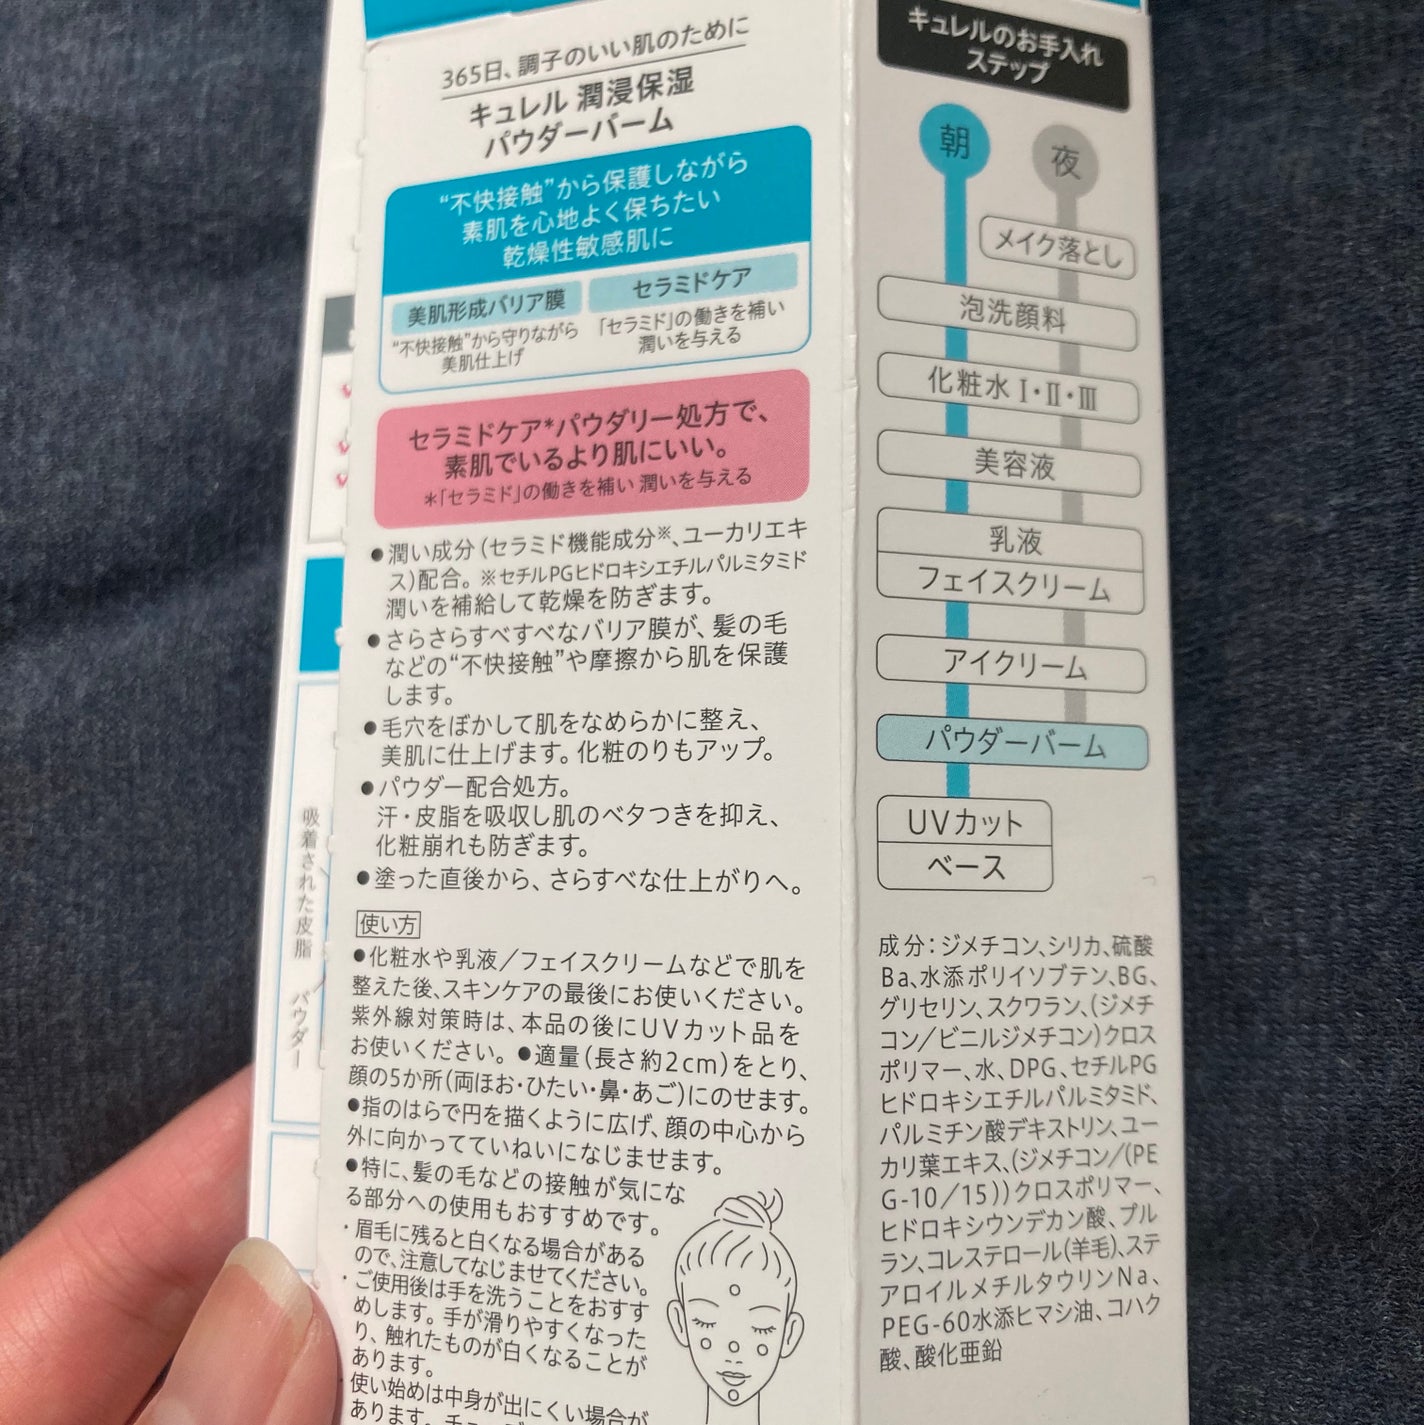 365日、調子のいい肌のために
キュレル 潤浸保湿
パウダーバーム
“不快接触”から保護しながら
素肌を心地よく保ちたい
乾燥性敏感肌に
美肌形成バリア膜
“不快接触”から守りながら
美肌仕上げ
セラミドケア
「セラミド」の働きを補い
潤いを与える
セラミドケア*パウダリー処方で、
素肌でいるより肌にいい。
*「セラミド」の働きを補い 潤いを与える
●潤い成分(セラミド機能成分※、ユーカリエキ
ス)配合。※セチルPGヒドロキシエチルパルミタミド
潤いを補給して乾燥を防ぎます。
●さらさらすべすべなバリア膜が、髪の毛
などの“不快接触”や摩擦から肌を保護
します。
●毛穴をぼかして肌をなめらかに整え、
美肌に仕上げます。化粧のりもアップ。
●パウダー配合処方。
汗・皮脂を吸収し肌のベタつきを抑え、
化粧崩れも防ぎます。
●塗った直後から、さらすべな仕上がりへ。
使い方
●化粧水や乳液/フェイスクリームなどで肌を
整えた後、スキンケアの最後にお使いください。
紫外線対策時は、本品の後にUVカット品を
お使いください。●適量(長さ約2cm)をとり、
顔の5か所(両ほお・ひたい・鼻・あご)にのせます。
●指のはらで円を描くように広げ、顔の中心から
外に向かってていねいになじませます。
●特に、髪の毛などの接触が気にな
る部分への使用もおすすめです。
・眉毛に残ると白くなる場合がある
ので、注意してなじませてください。
・ご使用後は手を洗うことをおすす
めします。手が滑りやすくなった
り、触れたものが白くなることが
あります。
使い始めは中身が出にくい場合が
あります。
吸着された皮脂
パウダー
キュレルのお手入れ
ステップ
朝
夜
メイク落とし
泡洗顔料
化粧水 Ⅰ・Ⅱ・Ⅲ
美容液
乳液
フェイスクリーム
アイクリーム
パウダーバーム
UVカット
ベース
成分:ジメチコン、シリカ、硫酸
Ba、水添ポリイソブテン、BG、
グリセリン、スクワラン、(ジメチ
コン/ビニルジメチコン)クロス
ポリマー、水、DPG、セチルPG
ヒドロキシエチルパルミタミド、
パルミチン酸デキストリン、ユー
カリ葉エキス、(ジメチコン/(PE
G-10/15))クロスポリマー、
ヒドロキシウンデカン酸、プル
ラン、コレステロール(羊毛)、ステ
アロイルメチルタウリンNa、
PEG-60水添ヒマシ油、コハク
酸、酸化亜鉛